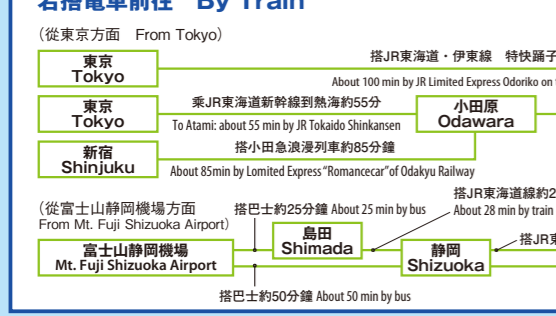 若搭電車前往 By Train
（從東京方面 From Tokyo）
東京
Tokyo
搭JR東海道・伊東線 特快踊子
About 100 min by JR Limited Express Odoriko on
東京
Tokyo
乘JR東海道新幹線到熱海約55分
To Atami: about 55 min by JR Tokaido Shinkansen
小田原
Odawara
新宿
Shinjuku
搭小田急浪漫列車約85分鐘
About 85min by Lomited Express "Romancecar"of Odakyu Railway
（從富士山静岡機場方面
From Mt. Fuji Shizuoka Airport）
搭巴士約25分鐘 About 25 min by bus
搭JR東海道線約2
About 28 min by train
富士山静岡機場
Mt. Fuji Shizuoka Airport
島田
Shimada
静岡
Shizuoka
搭JR東
搭巴士約50分鐘 About 50 min by bus